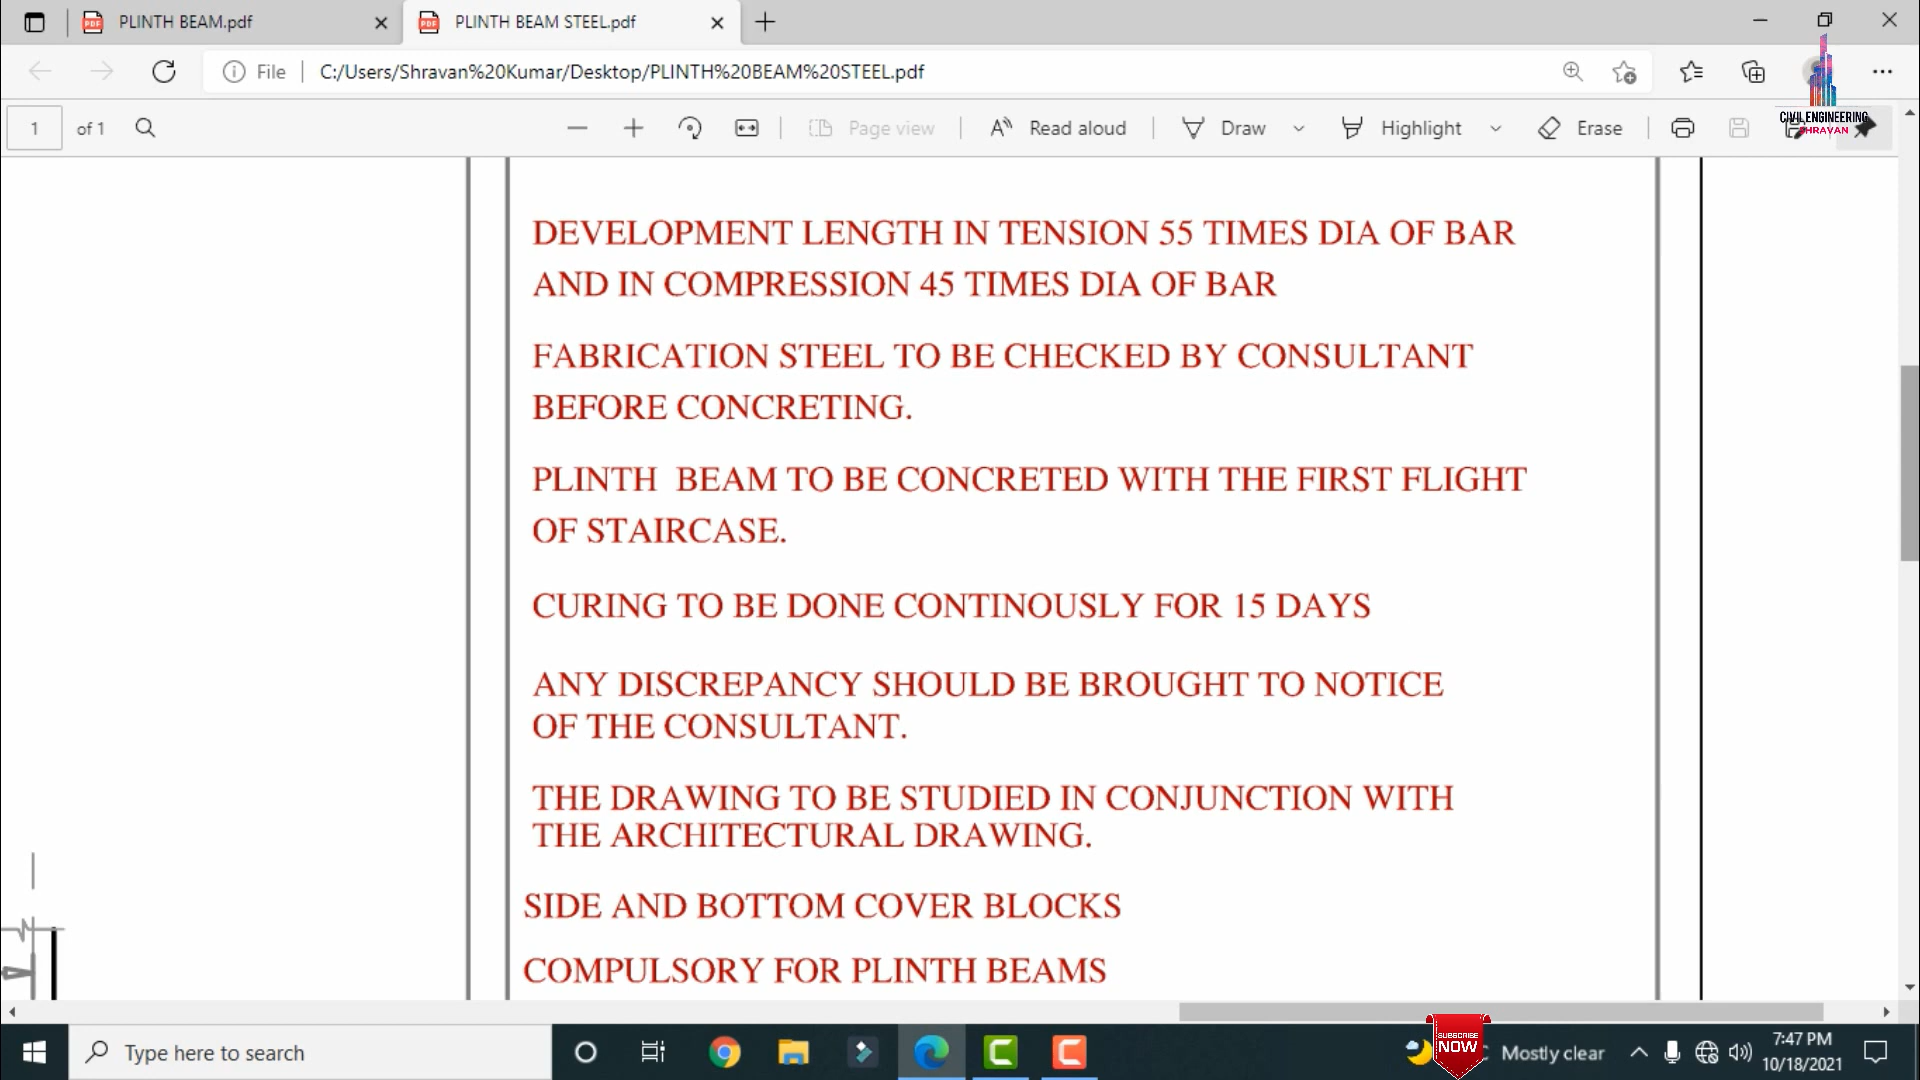 PLINTH BEAM.pdf
PLINTH BEAM STEEL.pdf
File
C:/Users/Shravan%20Kumar/Desktop/PLINTH%20BEAM%20STEEL.pdf
1 of 1
Page view
Read aloud
Draw
Highlight
Erase
CIVIL ENGINEERING
SHRAVAN
DEVELOPMENT LENGTH IN TENSION 55 TIMES DIA OF BAR
AND IN COMPRESSION 45 TIMES DIA OF BAR
FABRICATION STEEL TO BE CHECKED BY CONSULTANT
BEFORE CONCRETING.
PLINTH BEAM TO BE CONCRETED WITH THE FIRST FLIGHT
OF STAIRCASE.
CURING TO BE DONE CONTINOUSLY FOR 15 DAYS
ANY DISCREPANCY SHOULD BE BROUGHT TO NOTICE
OF THE CONSULTANT.
THE DRAWING TO BE STUDIED IN CONJUNCTION WITH
THE ARCHITECTURAL DRAWING.
SIDE AND BOTTOM COVER BLOCKS
COMPULSORY FOR PLINTH BEAMS
Type here to search
SUBSCRIBE
NOW
Mostly clear
7:47 PM
10/18/2021